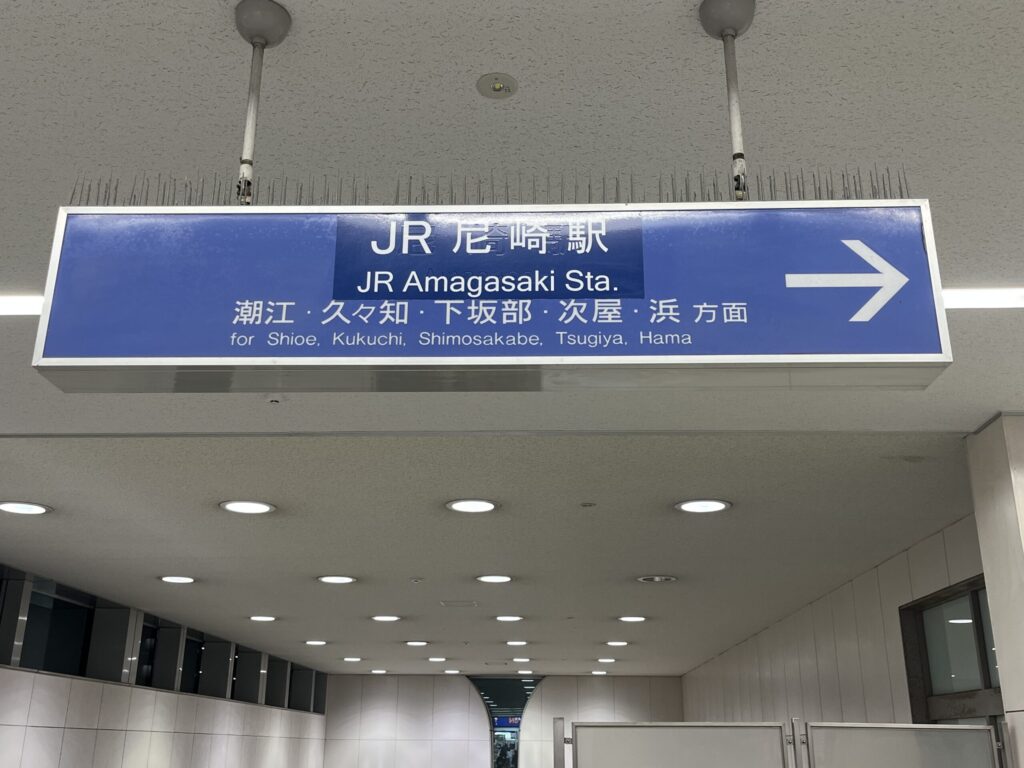 JR 尼崎駅
JR Amagasaki Sta.
潮江・久々知・下坂部・次屋・浜 方面
for Shioe, Kukuchi, Shimosakabe, Tsugiya, Hama